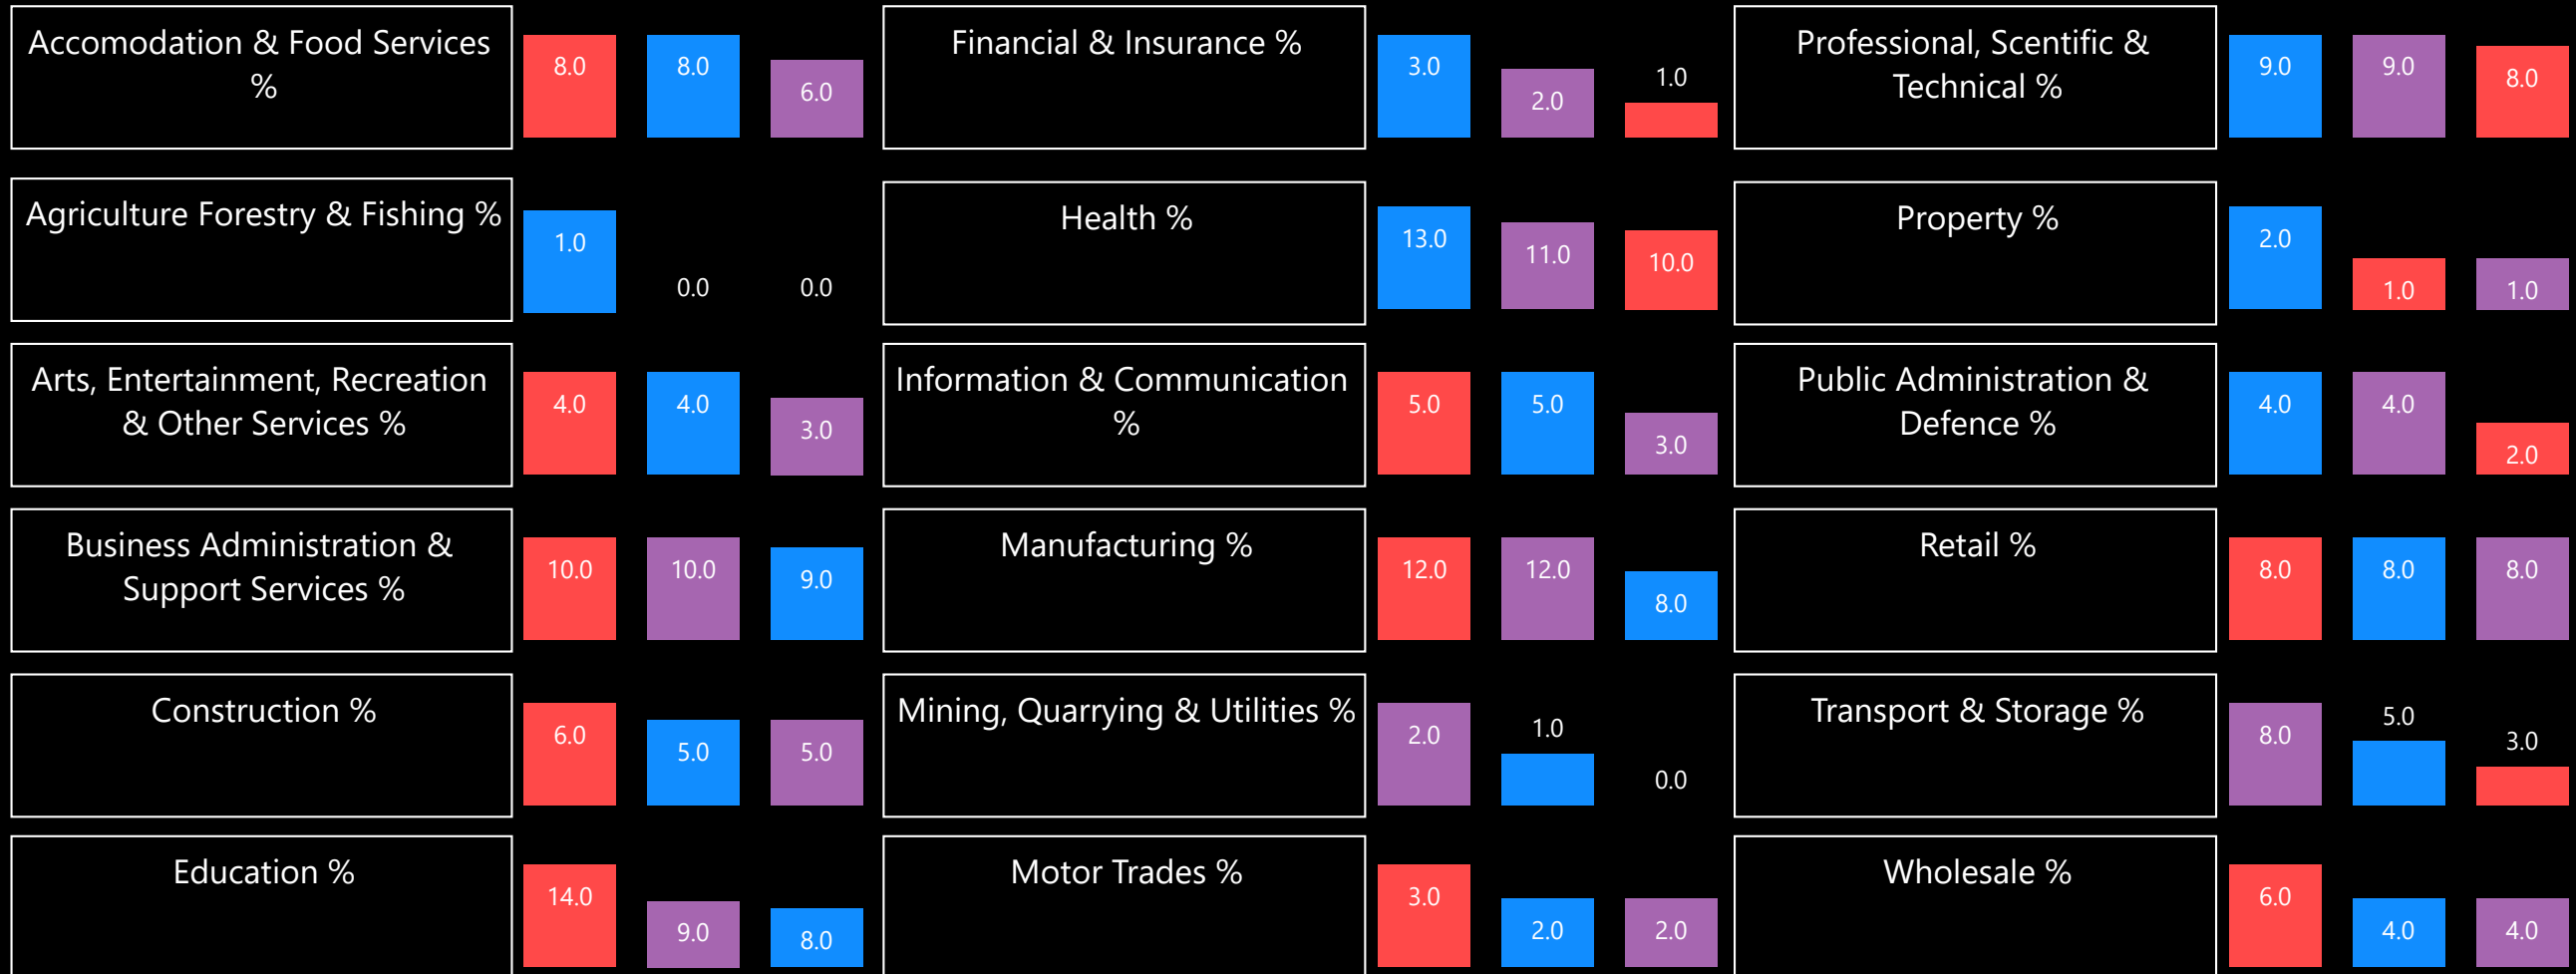 Accomodation & Food Services
%
8.0 8.0 6.0
Financial & Insurance %
3.0 2.0 1.0
Professional, Scentific &
Technical %
9.0 9.0 8.0
Agriculture Forestry & Fishing %
1.0 0.0 0.0
Health %
13.0 11.0 10.0
Property %
2.0 1.0 1.0
Arts, Entertainment, Recreation
& Other Services %
4.0 4.0 3.0
Information & Communication
%
5.0 5.0 3.0
Public Administration &
Defence %
4.0 4.0 2.0
Business Administration &
Support Services %
10.0 10.0 9.0
Manufacturing %
12.0 12.0 8.0
Retail %
8.0 8.0 8.0
Construction %
6.0 5.0 5.0
Mining, Quarrying & Utilities %
2.0 1.0 0.0
Transport & Storage %
8.0 5.0 3.0
Education %
14.0 9.0 8.0
Motor Trades %
3.0 2.0 2.0
Wholesale %
6.0 4.0 4.0